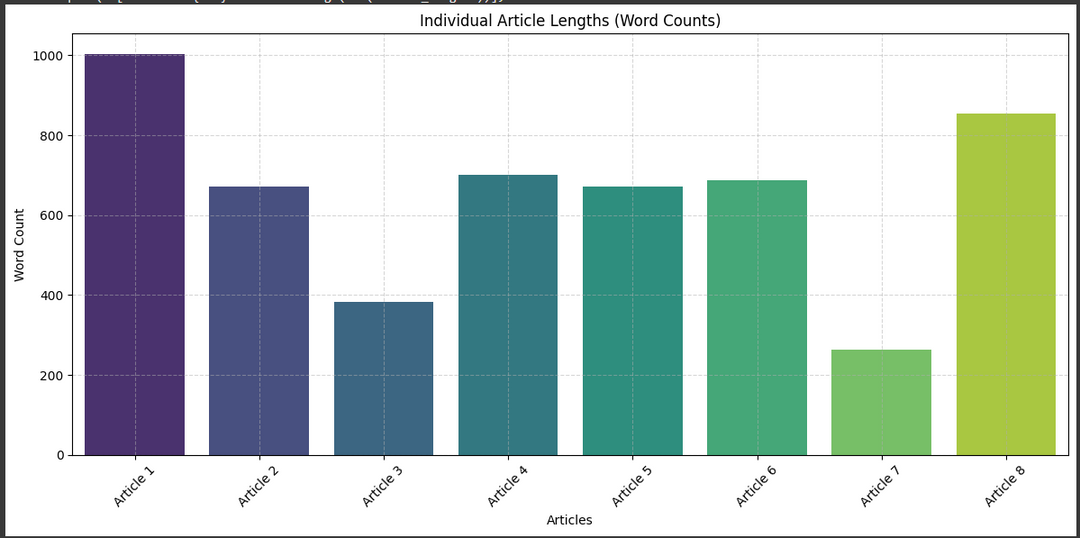 Individual Article Lengths (Word Counts)
Word Count
1000
800
600
400
200
0
Article 1
Article 2
Article 3
Article 4
Article 5
Article 6
Article 7
Article 8
Articles